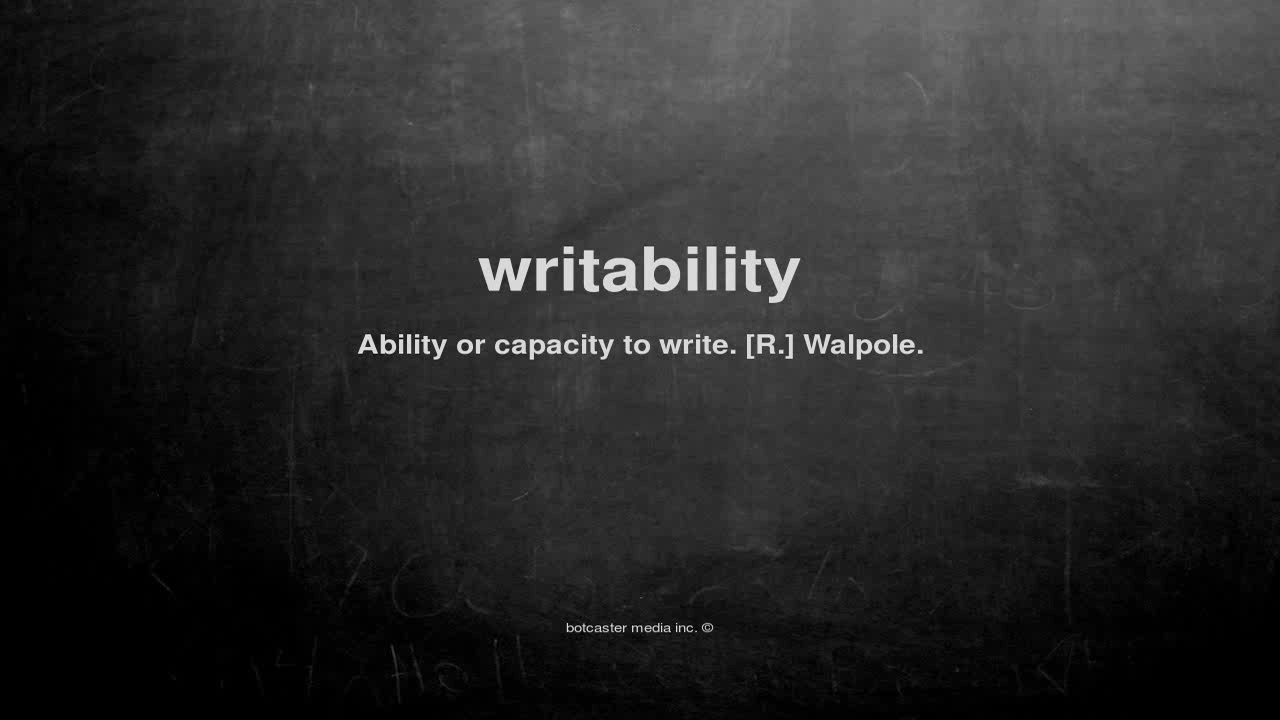 writability
Ability or capacity to write. [R.] Walpole.
botcaster media inc. ©